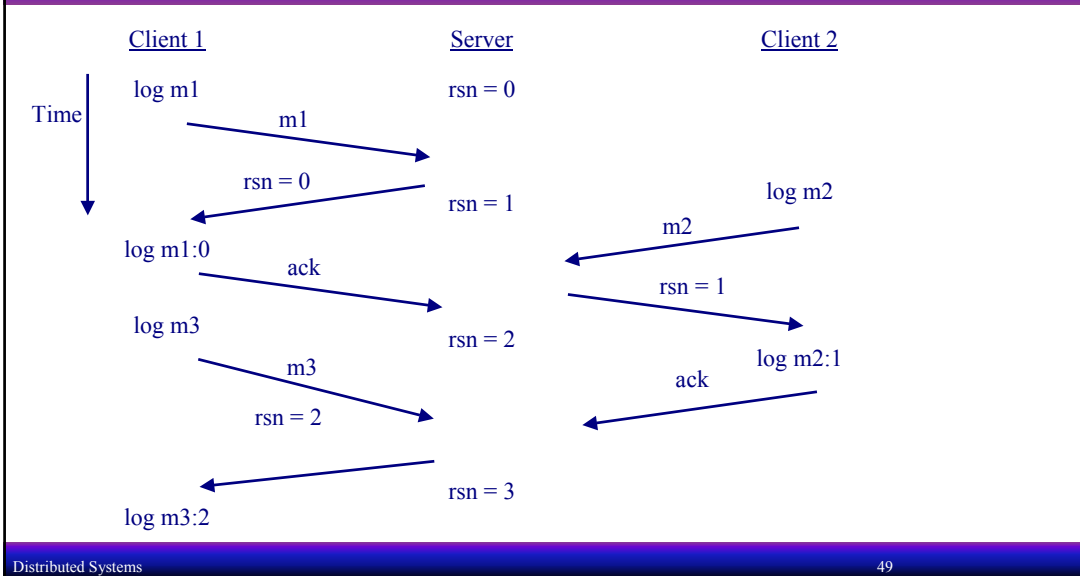 Client 1 Server Client 2
log m1 rsn = 0
Time
m1
rsn = 0
log m2
rsn = 1
m2
log m1:0
ack
rsn = 1
log m3
rsn = 2
log m2:1
m3
ack
rsn = 2
rsn = 3
log m3:2
Distributed Systems 49